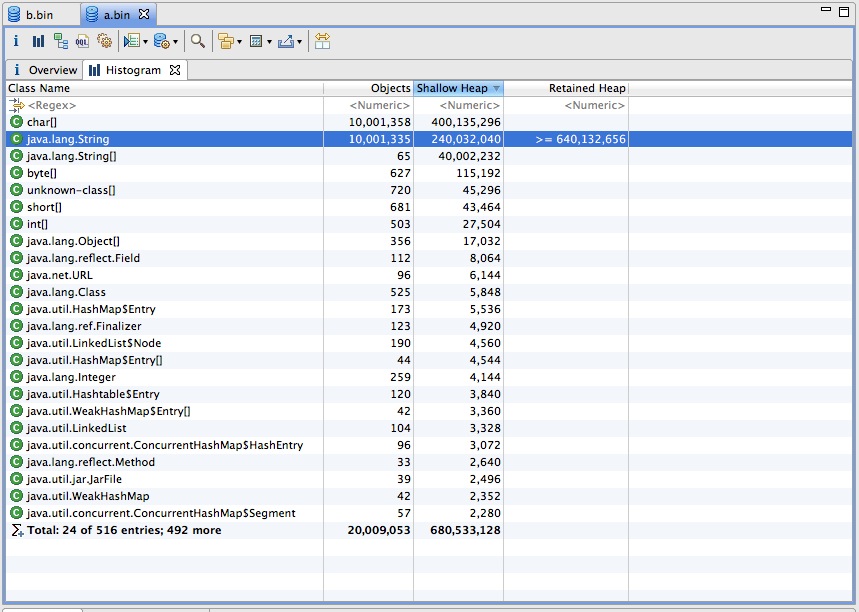 b.bin a.bin
i OQL
i Overview Histogram
Class Name Objects Shallow Heap Retained Heap
<Regex> <Numeric> <Numeric> <Numeric>
C char[] 10,001,358 400,135,296
C java.lang.String 10,001,335 240,032,040 >= 640,132,656
C java.lang.String[] 65 40,002,232
C byte[] 627 115,192
C unknown-class[] 720 45,296
C short[] 681 43,464
C int[] 503 27,504
C java.lang.Object[] 356 17,032
C java.lang.reflect.Field 112 8,064
C java.net.URL 96 6,144
C java.lang.Class 525 5,848
C java.util.HashMap$Entry 173 5,536
C java.lang.ref.Finalizer 123 4,920
C java.util.LinkedList$Node 190 4,560
C java.util.HashMap$Entry[] 44 4,544
C java.lang.Integer 259 4,144
C java.util.Hashtable$Entry 120 3,840
C java.util.WeakHashMap$Entry[] 42 3,360
C java.util.LinkedList 104 3,328
C java.util.concurrent.ConcurrentHashMap$HashEntry 96 3,072
C java.lang.reflect.Method 33 2,640
C java.util.jar.JarFile 39 2,496
C java.util.WeakHashMap 42 2,352
C java.util.concurrent.ConcurrentHashMap$Segment 57 2,280
Σ Total: 24 of 516 entries; 492 more 20,009,053 680,533,128